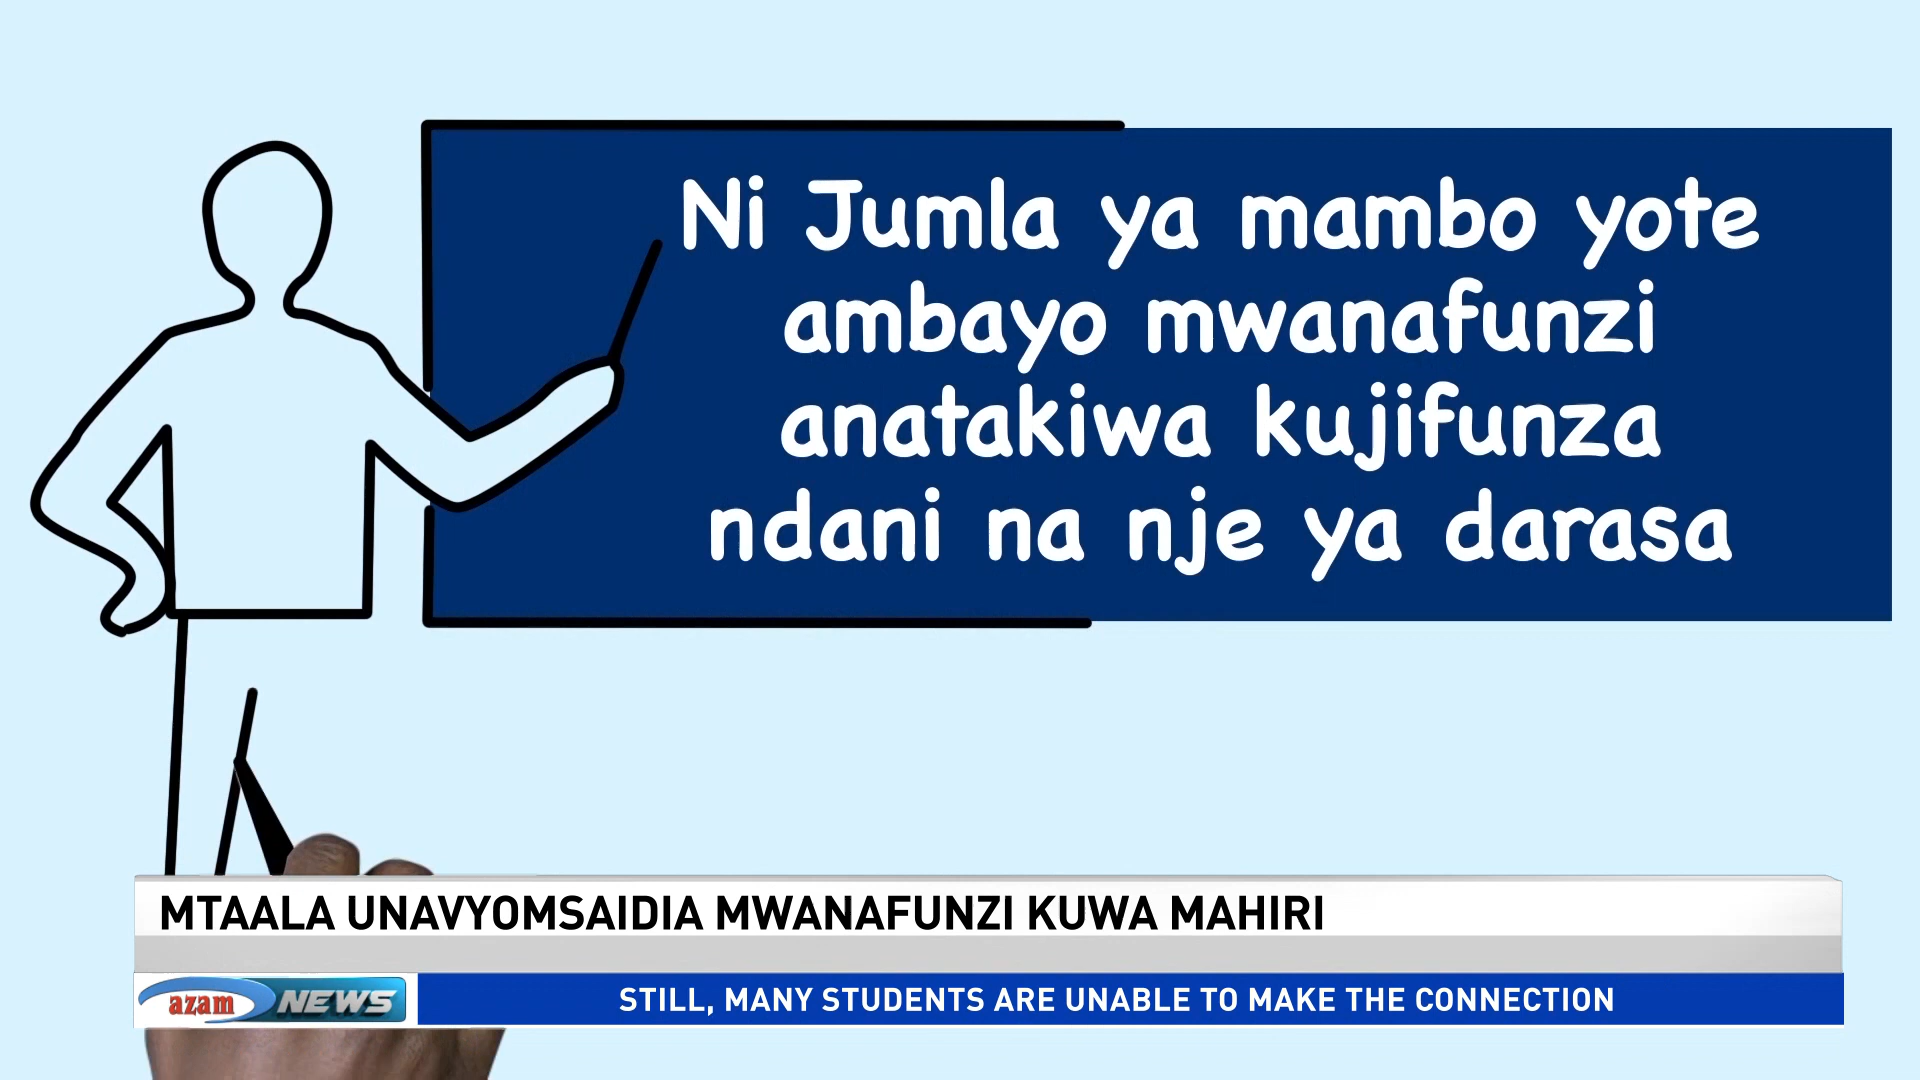 Ni Jumla ya mambo yote
ambayo mwanafunzi
anatakiwa kujifunza
ndani na nje ya darasa
MTAALA UNAVYOMSAIDIA MWANAFUNZI KUWA MAHIRI
azam NEWS
STILL, MANY STUDENTS ARE UNABLE TO MAKE THE CONNECTION